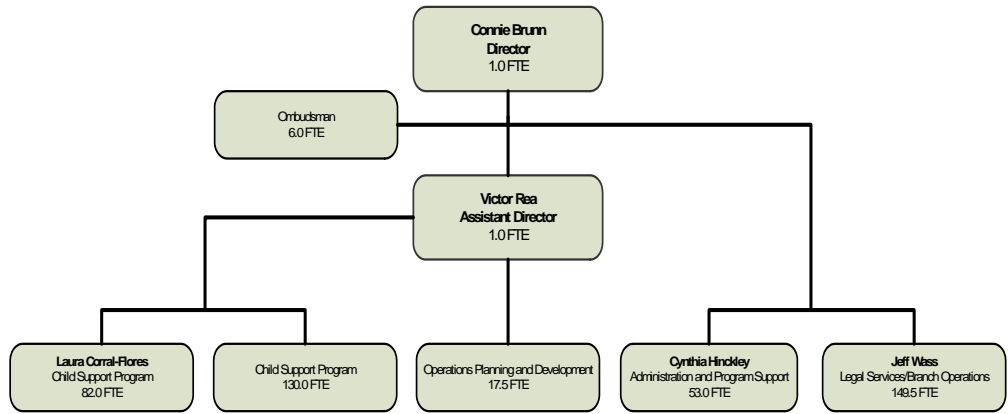 Connie Brunn
Director
1.0 FTE
Ombudsman
6.0 FTE
Victor Rea
Assistant Director
1.0 FTE
Laura Corral-Flores
Child Support Program
82.0 FTE
Child Support Program
130.0 FTE
Operations Planning and Development
17.5 FTE
Cynthia Hinckley
Administration and Program Support
53.0 FTE
Jeff Wass
Legal Services/Branch Operations
149.5 FTE